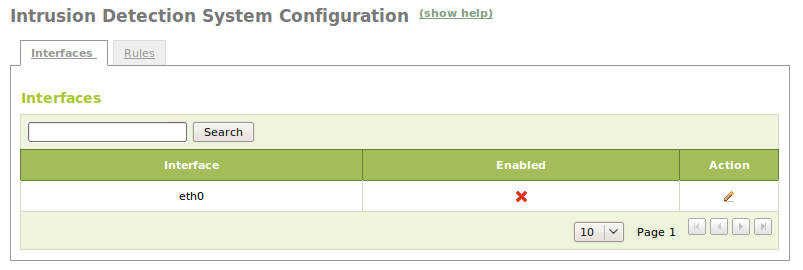 Intrusion Detection System Configuration (show help)
Interfaces Rules
Interfaces
Search
Interface Enabled Action
eth0
10 Page 1